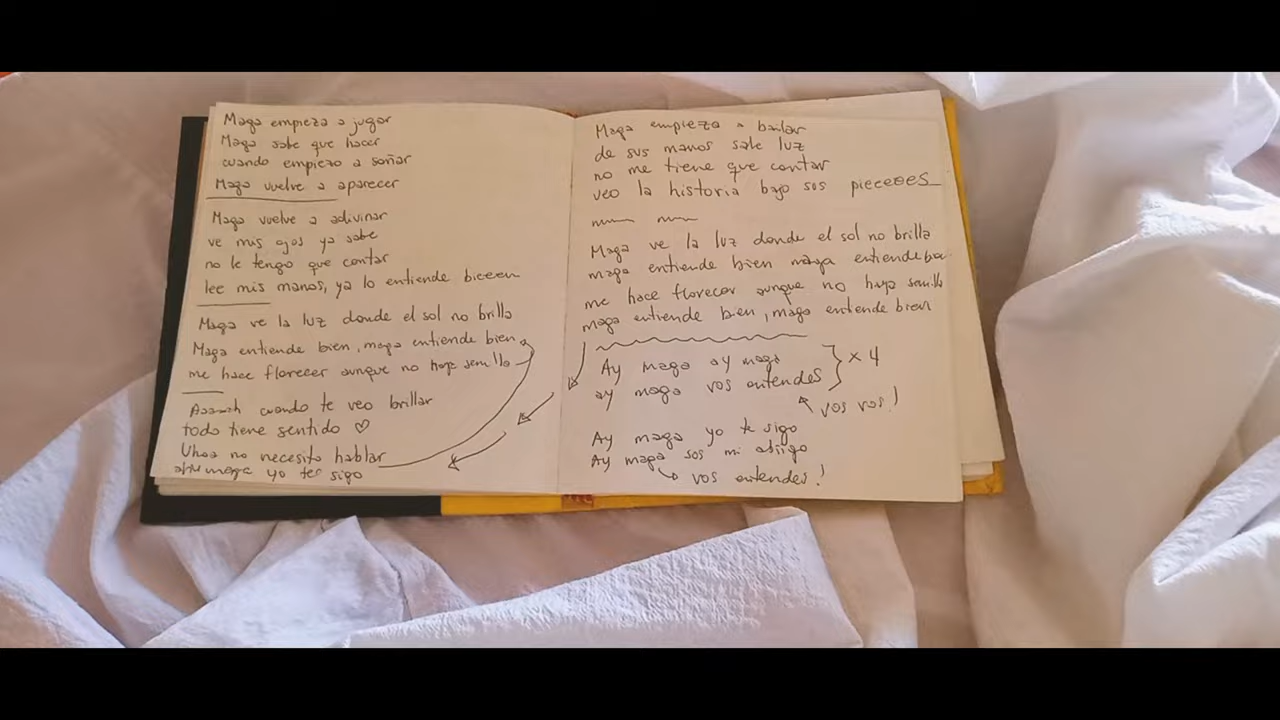 Maga empieza a jugar
Maga sabe que hacer
cuando empiezo a soñar
Maga vuelve a aparecer
Maga vuelve a adivinar
ve mis ojos ya sabe
no le tengo que contar
lee mis manos, ya lo entiende bieeen
Maga ve la luz donde el sol no brilla
Maga entiende bien, maga entiende bien
me hace florecer aunque no haya semilla
cuando te veo brillar
todo tiene sentido ♡
no necesito hablar
maga yo te sigo
Maga empieza a bailar
de sus manos sale luz
no me tiene que contar
veo la historia bajo sus pieeeees
Maga ve la luz donde el sol no brilla
maga entiende bien maga entiende
me hace florecer aunque no haya semilla
maga entiende bien, maga entiende bien
Ay maga ay maga
ay maga vos entendes } x 4
vos vos!
Ay maga yo te sigo
Ay maga sos mi
vos entendes!